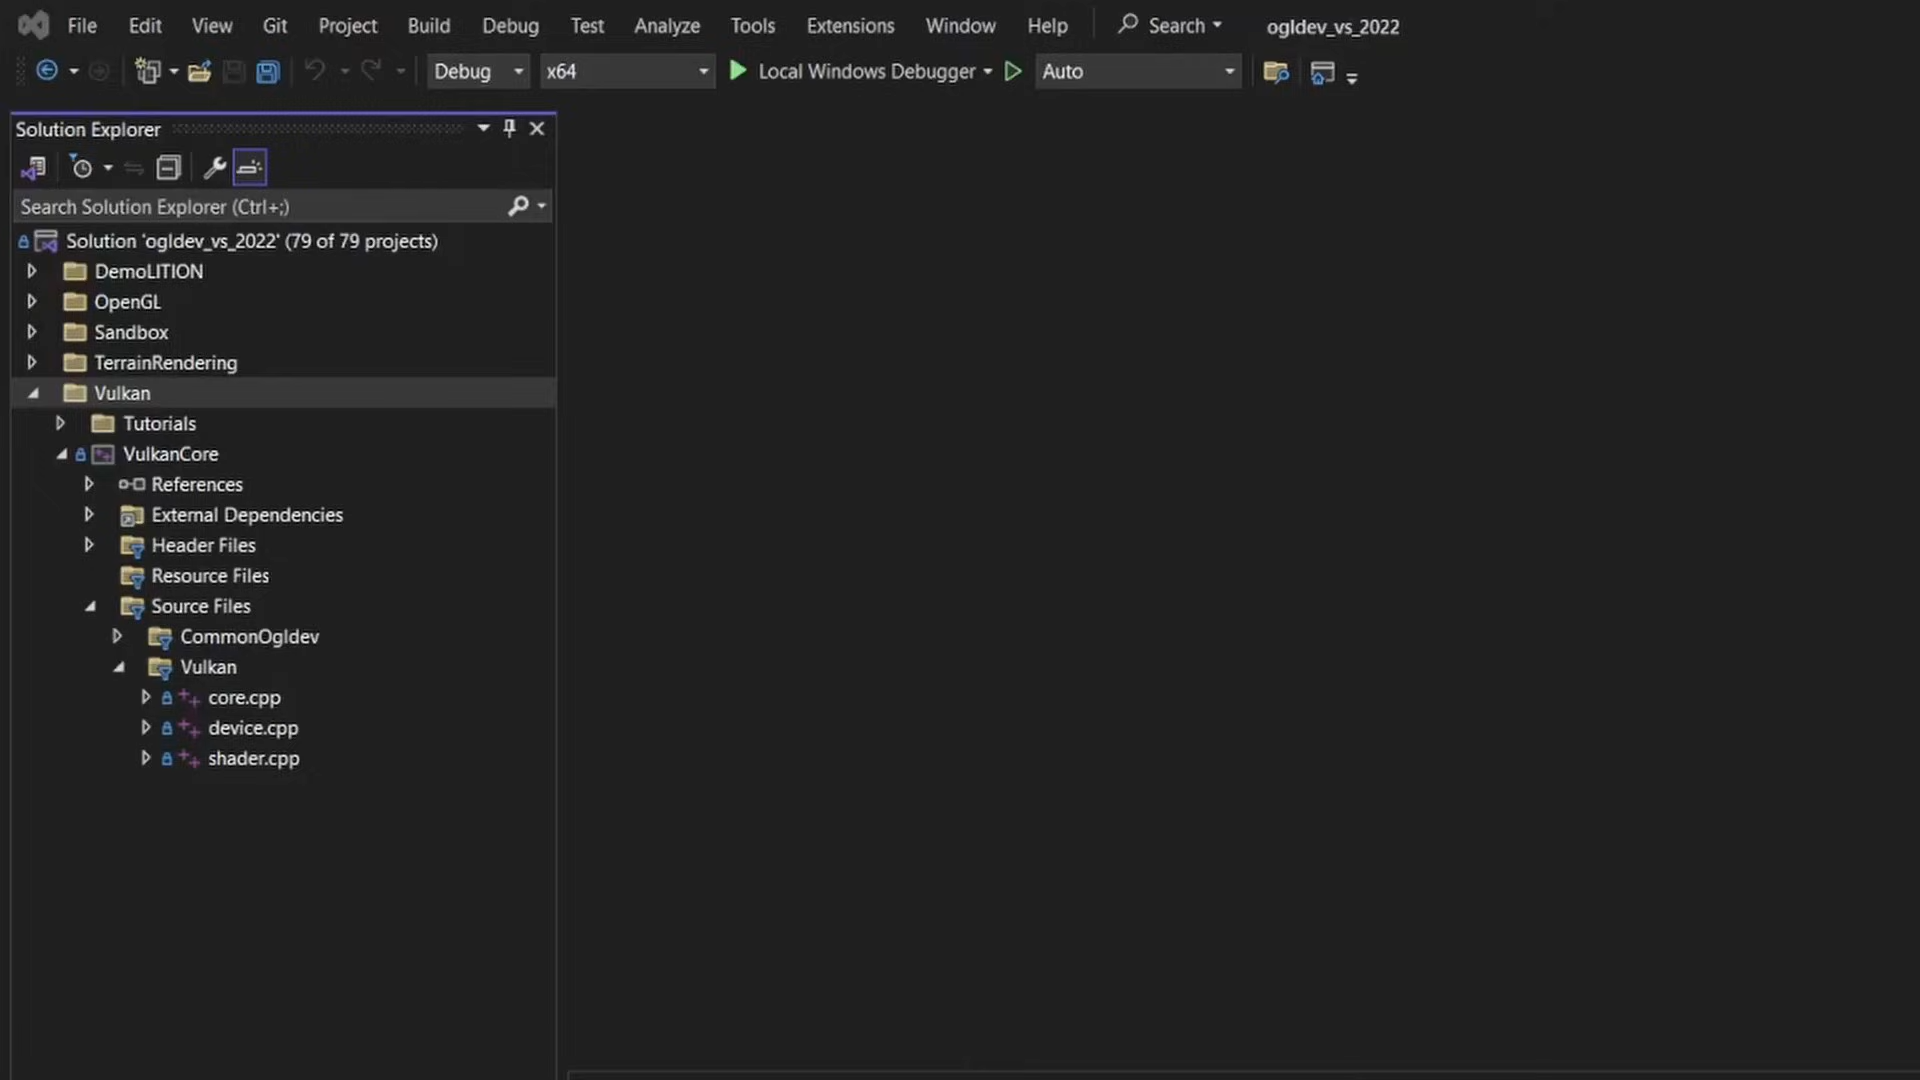 File Edit View Git Project Build Debug Test Analyze Tools Extensions Window Help Search ogldev_vs_2022
Debug x64 Local Windows Debugger Auto
Solution Explorer
Search Solution Explorer (Ctrl+;)
Solution 'ogldev_vs_2022' (79 of 79 projects)
DemoLITION
OpenGL
Sandbox
TerrainRendering
Vulkan
Tutorials
VulkanCore
References
External Dependencies
Header Files
Resource Files
Source Files
CommonOgldev
Vulkan
core.cpp
device.cpp
shader.cpp